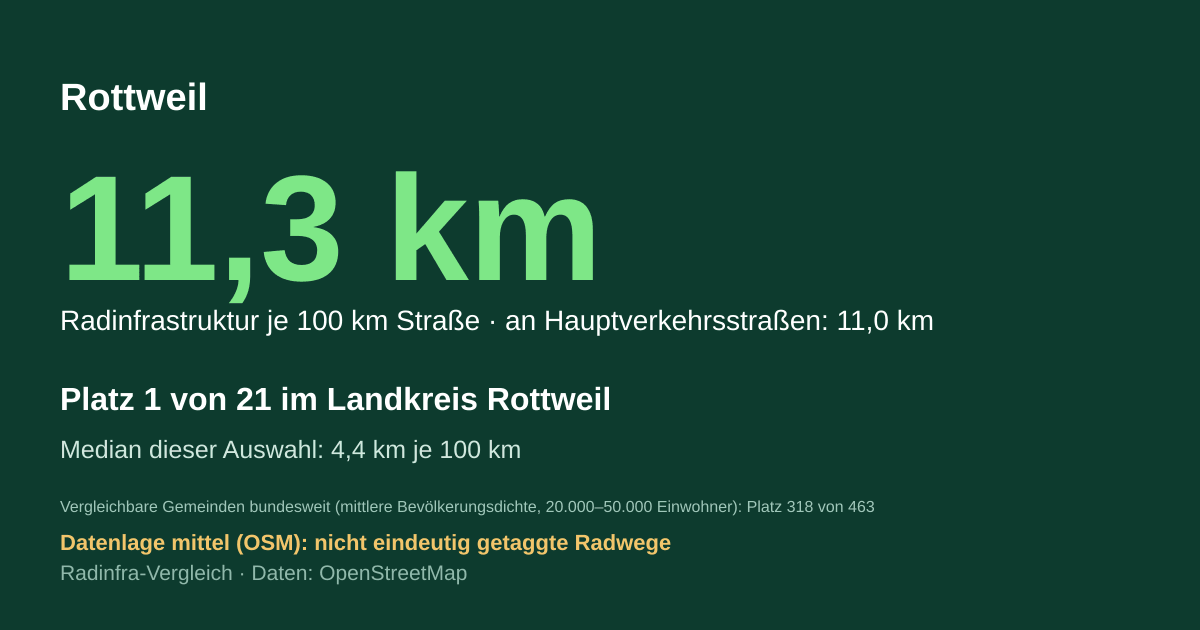 Rottweil
11,3 km
Radinfrastruktur je 100 km Straße · an Hauptverkehrsstraßen: 11,0 km
Platz 1 von 21 im Landkreis Rottweil
Median dieser Auswahl: 4,4 km je 100 km
Vergleichbare Gemeinden bundesweit (mittlere Bevölkerungsdichte, 20.000–50.000 Einwohner): Platz 318 von 463
Datenlage mittel (OSM): nicht eindeutig getaggte Radwege
Radinfra-Vergleich · Daten: OpenStreetMap